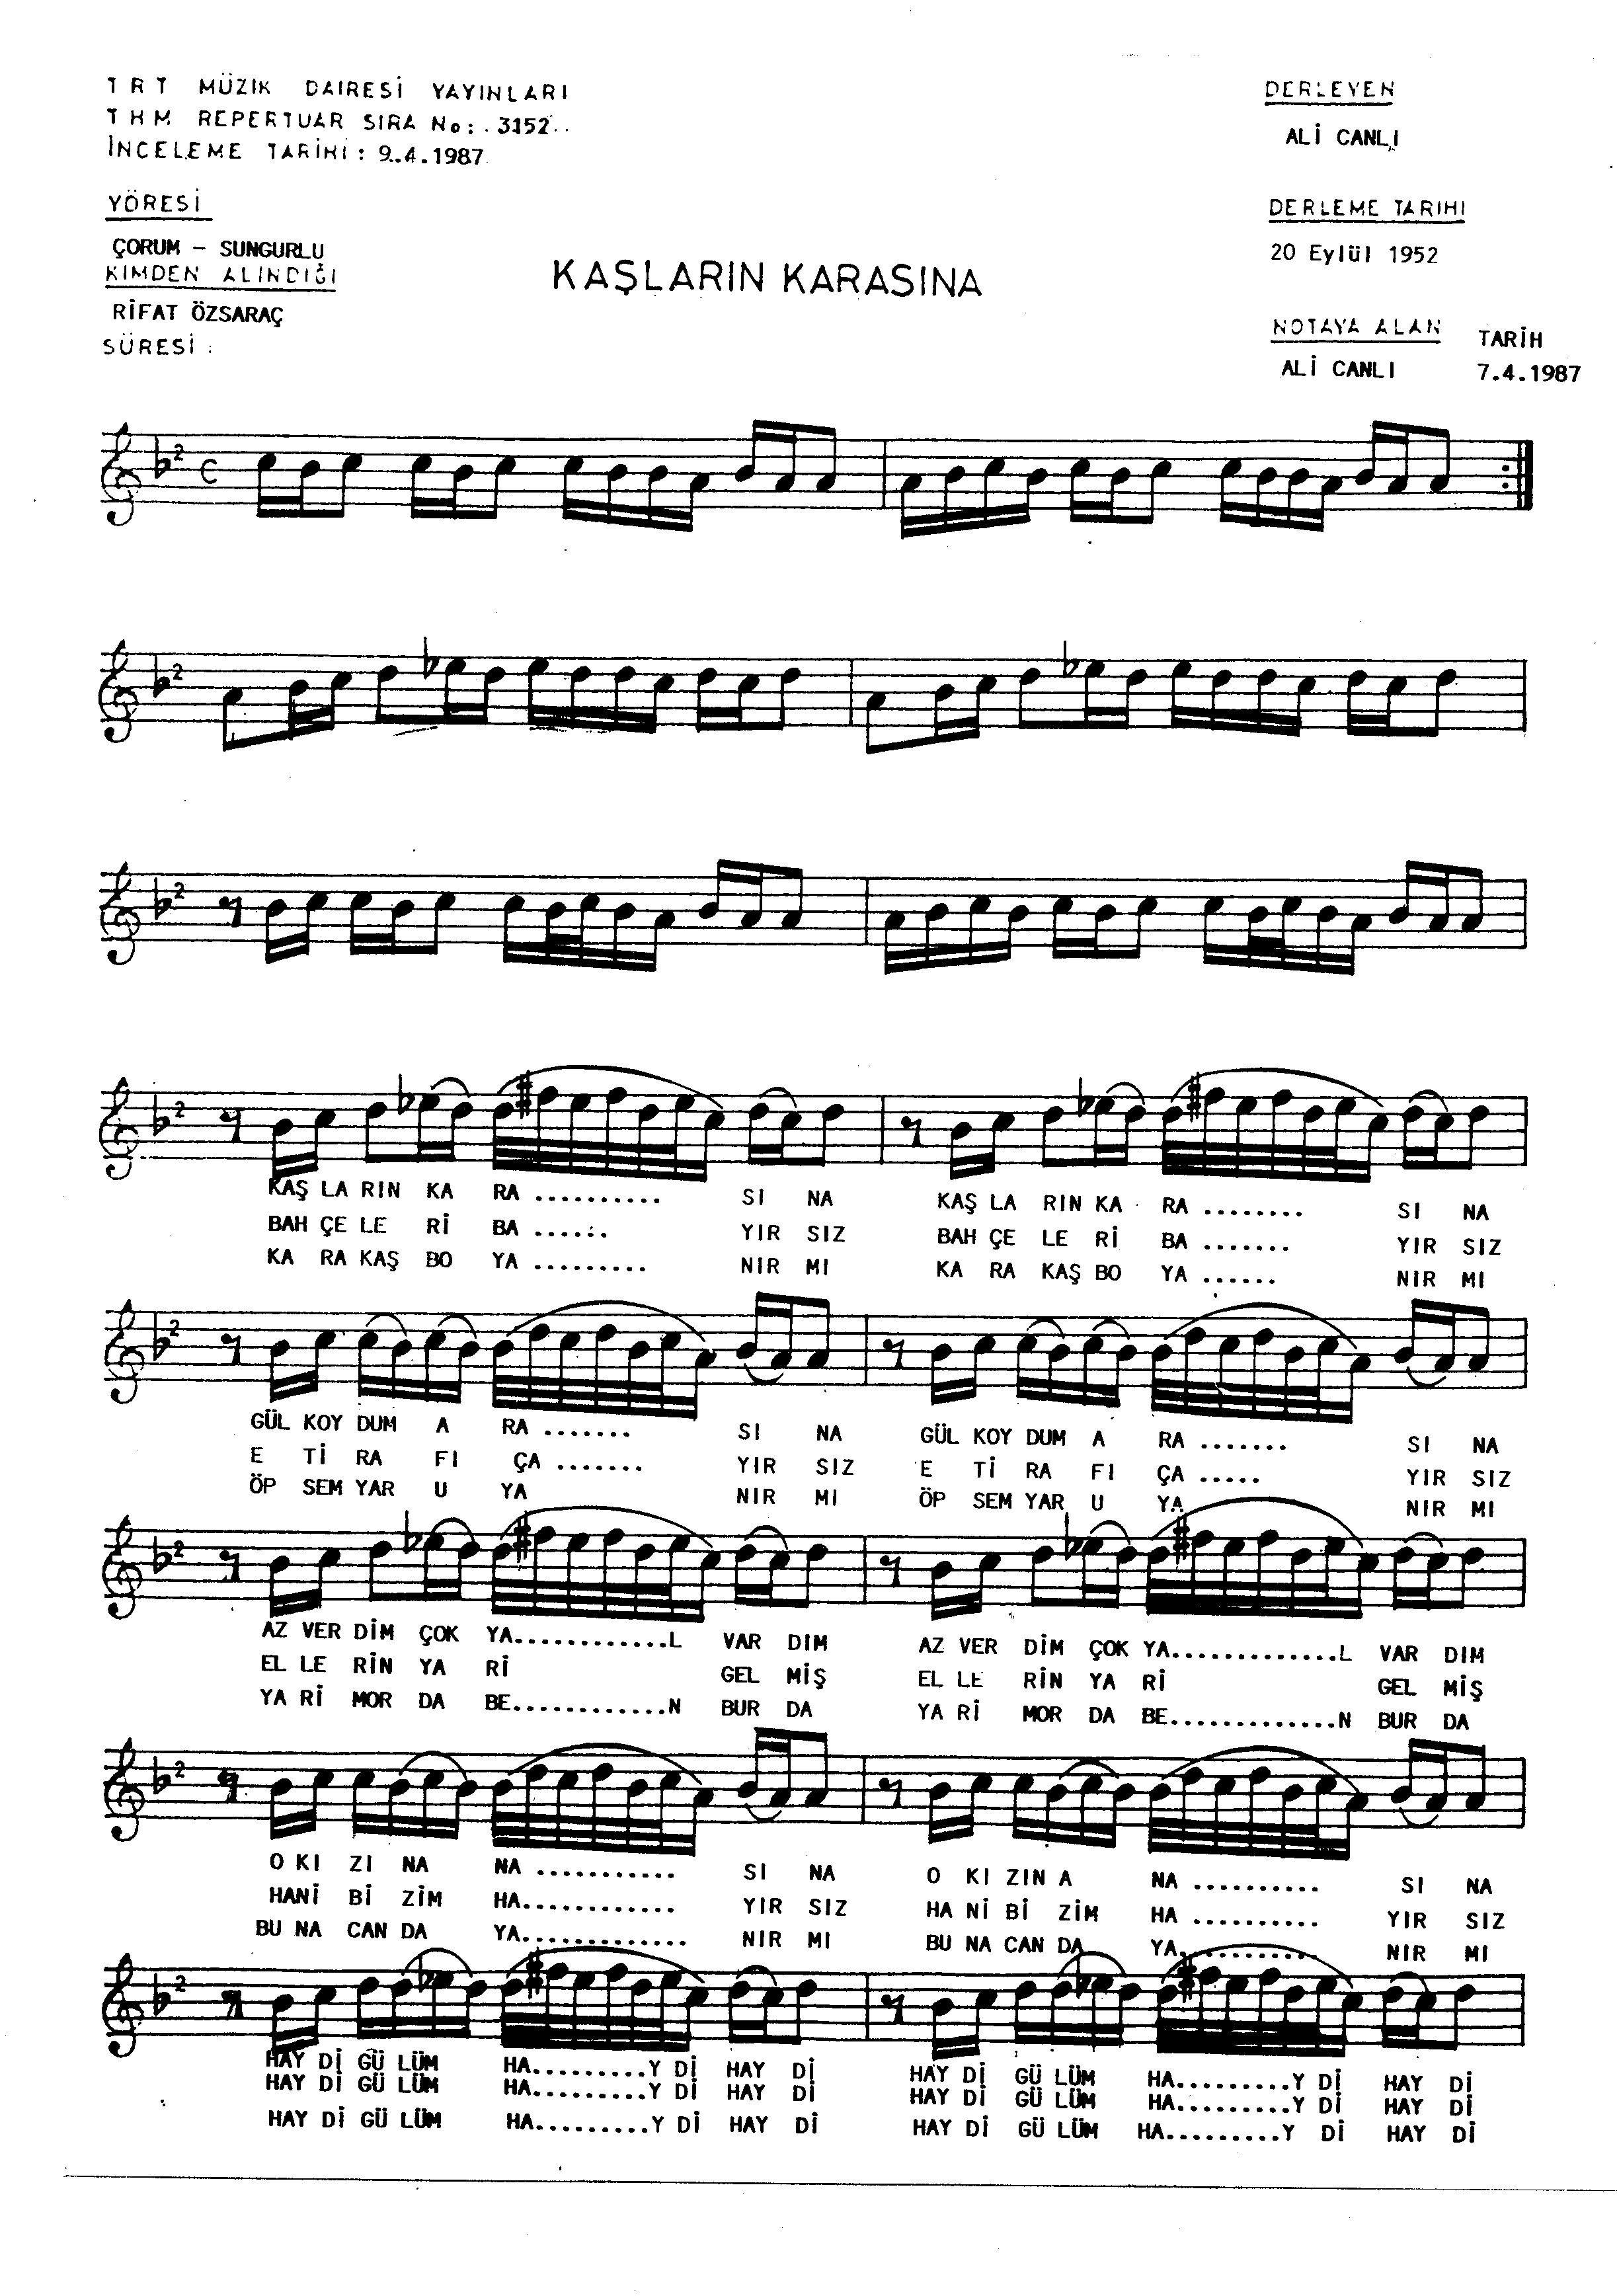 TRT MÜZİK DAİRESİ YAYINLARI
THM REPERTUAR SIRA No: 3152
İNCELEME TARİHİ: 9.4.1987
YÖRESİ
ÇORUM – SUNGURLU
KİMDEN ALINDIĞI
RİFAT ÖZSARAÇ
SÜRESİ :
KAŞLARIN KARASINA
DERLEYEN
ALİ CANLI
DERLEME TARIHI
20 Eylül 1952
NOTAYA ALAN TARİH
ALİ CANLI 7.4.1987
KAŞ LA RIN KA RA .......... SI NA KAŞ LA RIN KA RA ........ SI NA
BAH ÇE LE Rİ BA ...... YIR SIZ BAH ÇE LE Rİ BA ....... YIR SIZ
KA RA KAŞ BO YA ......... NIR MI KA RA KAŞ BO YA ...... NIR MI
GÜL KOY DUM A RA ....... SI NA GÜL KOY DUM A RA ....... SI NA
E Tİ RA FI ÇA ....... YIR SIZ E Tİ RA FI ÇA ..... YIR SIZ
ÖP SEM YAR U YA NIR MI ÖP SEM YAR U YA NIR MI
AZ VER DİM ÇOK YA............L VAR DIM AZ VER DİM ÇOK YA.............L VAR DIM
EL LE RİN YA Rİ GEL MİŞ EL LE RİN YA Rİ GEL MİŞ
YA Rİ MOR DA BE............N BUR DA YA Rİ MOR DA BE.............N BUR DA
O KI ZI NA NA ........... SI NA O KI ZIN A NA .......... SI NA
HANİ Bİ ZİM HA............ YIR SIZ HA Nİ Bİ ZİM HA .......... YIR SIZ
BU NA CAN DA YA............. NIR MI BU NA CAN DA YA........... NIR MI
HAY Dİ GÜ LÜM HA.........Y Dİ HAY Dİ HAY Dİ GÜ LÜM HA.........Y Dİ HAY Dİ
HAY Dİ GÜ LÜM HA.........Y Dİ HAY Dİ HAY Dİ GÜ LÜM HA.........Y Dİ HAY Dİ
HAY Dİ GÜ LÜM HA.........Y Dİ HAY Dİ HAY Dİ GÜ LÜM HA.........Y Dİ HAY Dİ